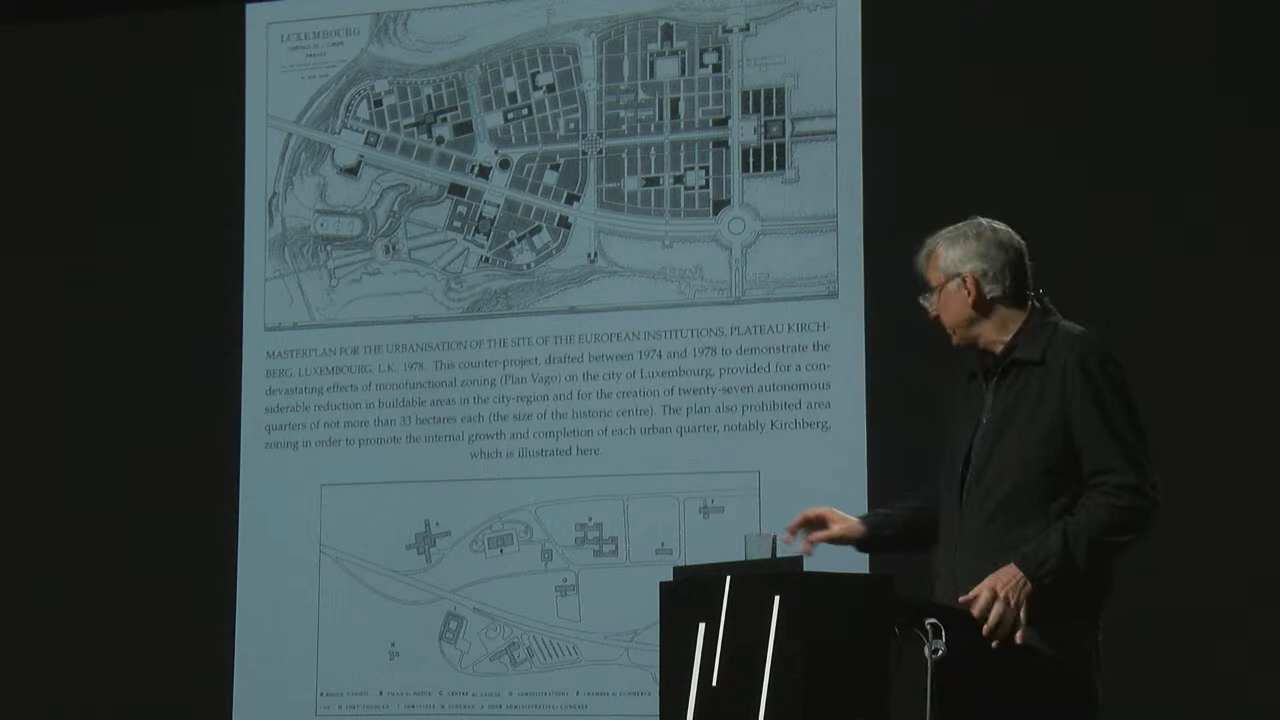 LUXEMBOURG
MASTERPLAN FOR THE URBANISATION OF THE SITE OF THE EUROPEAN INSTITUTIONS, PLATEAU KIRCH-
BERG, LUXEMBOURG, L.K., 1978. This counter-project, drafted between 1974 and 1978 to demonstrate the
devastating effects of monofunctional zoning (Plan Vago) on the city of Luxembourg, provided for a con-
siderable reduction in buildable areas in the city-region and for the creation of twenty-seven autonomous
quarters of not more than 33 hectares each (the size of the historic centre). The plan also prohibited area
zoning in order to promote the internal growth and completion of each urban quarter, notably Kirchberg,
which is illustrated here.